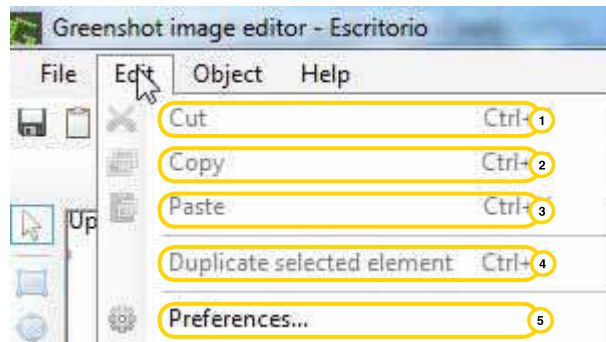 Greenshot image editor - Escritorio
File Edit Object Help
Cut Ctrl+ 1
Copy Ctrl+ 2
Up Paste Ctrl+ 3
Duplicate selected element Ctrl+ 4
Preferences... 5